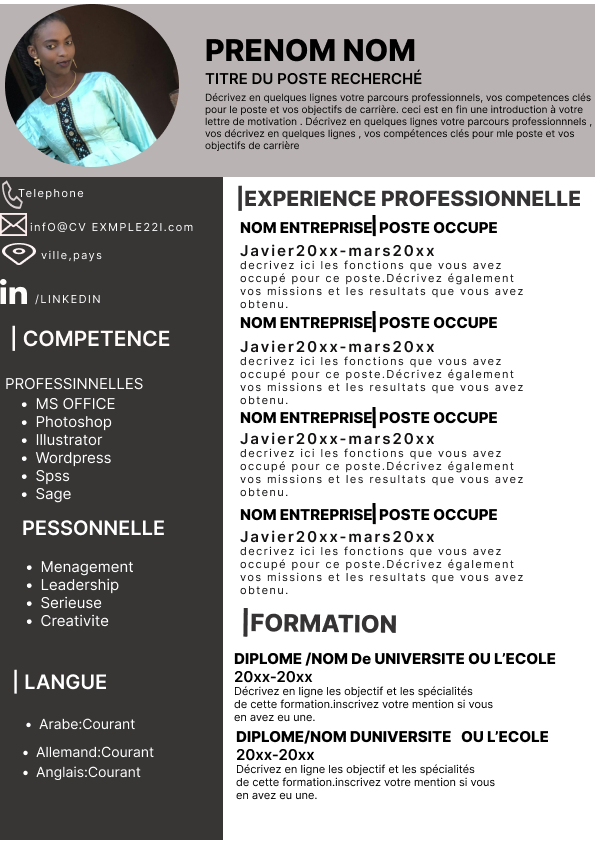 PRENOM NOM
TITRE DU POSTE RECHERCHÉ
Décrivez en quelques lignes votre parcours professionnels, vos competences clés
pour le poste et vos objectifs de carrière. ceci est en fin une introduction à votre
lettre de motivation . Décrivez en quelques lignes votre parcours professionnnels ,
vos décrivez en quelques lignes , vos compétences clés pour mle poste et vos
objectifs de carrière
Telephone
infO@CV EXMPLE22I.com
ville,pays
in /LINKEDIN
| COMPETENCE
PROFESSINNELLES
• MS OFFICE
• Photoshop
• Illustrator
• Wordpress
• Spss
• Sage
PESSONNELLE
• Menagement
• Leadership
• Serieuse
• Creativite
| LANGUE
• Arabe:Courant
• Allemand:Courant
• Anglais:Courant
|EXPERIENCE PROFESSIONNELLE
NOM ENTREPRISE| POSTE OCCUPE
Javier20xx-mars20xx
decrivez ici les fonctions que vous avez
occupé pour ce poste.Décrivez également
vos missions et les resultats que vous avez
obtenu.
NOM ENTREPRISE| POSTE OCCUPE
Javier20xx-mars20xx
decrivez ici les fonctions que vous avez
occupé pour ce poste.Décrivez également
vos missions et les resultats que vous avez
obtenu.
NOM ENTREPRISE| POSTE OCCUPE
Javier20xx-mars20xx
decrivez ici les fonctions que vous avez
occupé pour ce poste.Décrivez également
vos missions et les resultats que vous avez
obtenu.
NOM ENTREPRISE| POSTE OCCUPE
Javier20xx-mars20xx
decrivez ici les fonctions que vous avez
occupé pour ce poste.Décrivez également
vos missions et les resultats que vous avez
obtenu.
|FORMATION
DIPLOME /NOM De UNIVERSITE OU L’ECOLE
20xx-20xx
Décrivez en ligne les objectif et les spécialités
de cette formation.inscrivez votre mention si vous
en avez eu une.
DIPLOME/NOM DUNIVERSITE OU L’ECOLE
20xx-20xx
Décrivez en ligne les objectif et les spécialités
de cette formation.inscrivez votre mention si vous
en avez eu une.